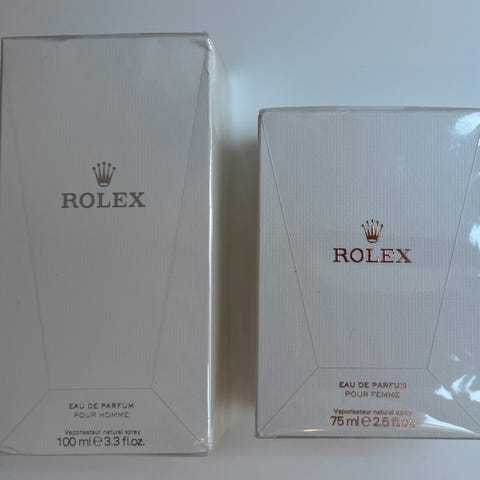 ROLEX
EAU DE PARFUM
POUR HOMME
Vaporisateur natural spray
100 ml e 3.3 fl.oz.
ROLEX
EAU DE PARFUM
POUR FEMME
Vaporisateur natural spray
75 ml e 2.5 fl.oz.